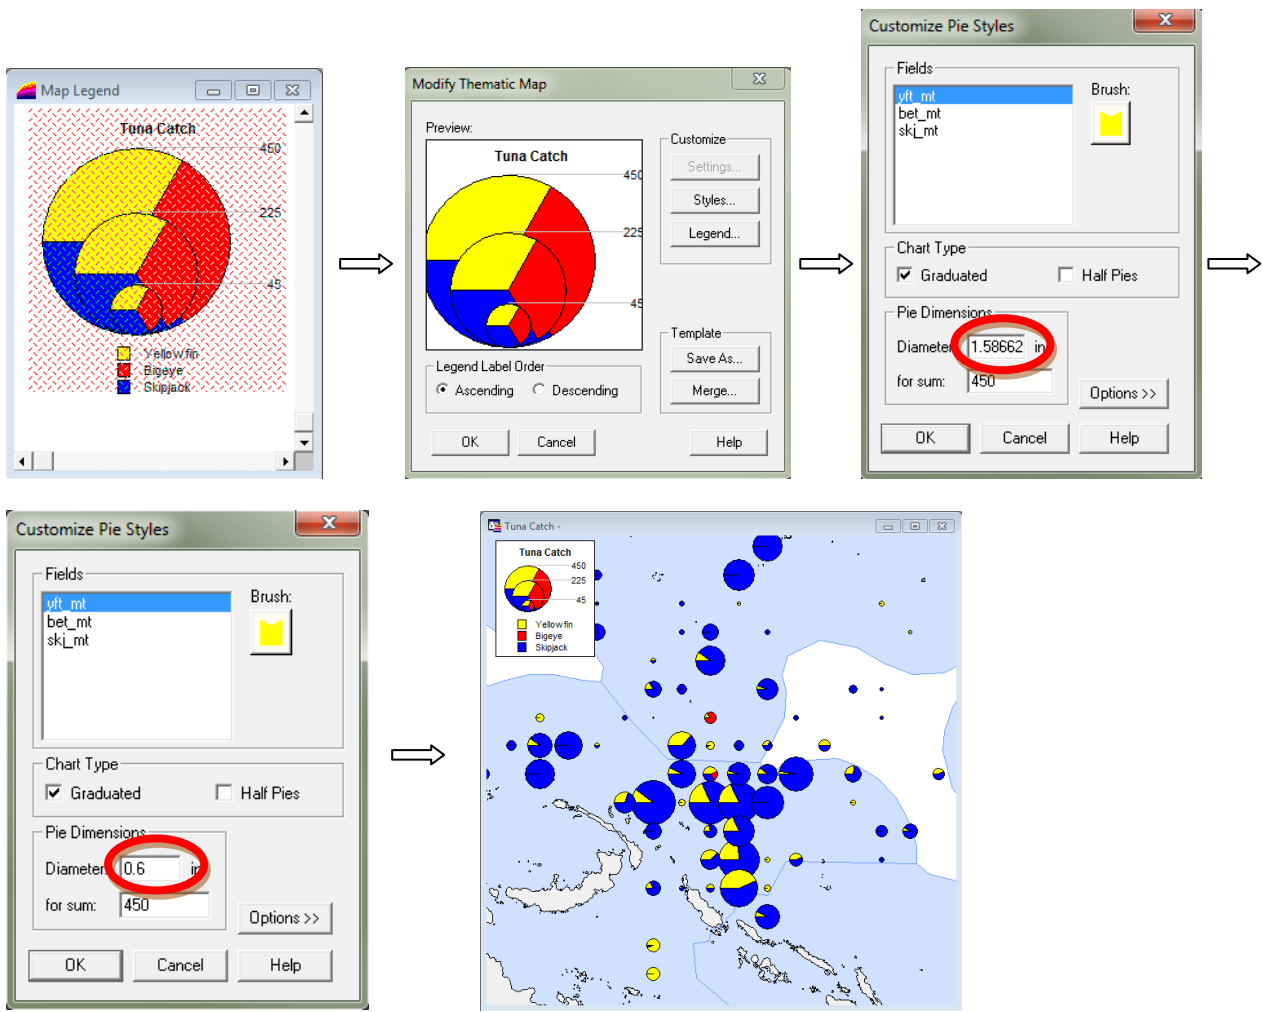 Map Legend
Tuna Catch
450
225
45
Yellowfin
Bigeye
Skipjack
Modify Thematic Map
Preview:
Tuna Catch
450
225
45
Customize
Settings...
Styles...
Legend...
Template
Save As...
Merge...
Legend Label Order
Ascending
Descending
OK
Cancel
Help
Customize Pie Styles
Fields
Brush:
yft_mt
bet_mt
skj_mt
Chart Type
Graduated
Half Pies
Pie Dimensions
Diameter: 1.58662 in
for sum: 450
Options >>
OK
Cancel
Help
Customize Pie Styles
Fields
Brush:
yft_mt
bet_mt
skj_mt
Chart Type
Graduated
Half Pies
Pie Dimensions
Diameter: 0.6 in
for sum: 450
Options >>
OK
Cancel
Help
Tuna Catch -
Tuna Catch
450
225
45
Yellowfin
Bigeye
Skipjack